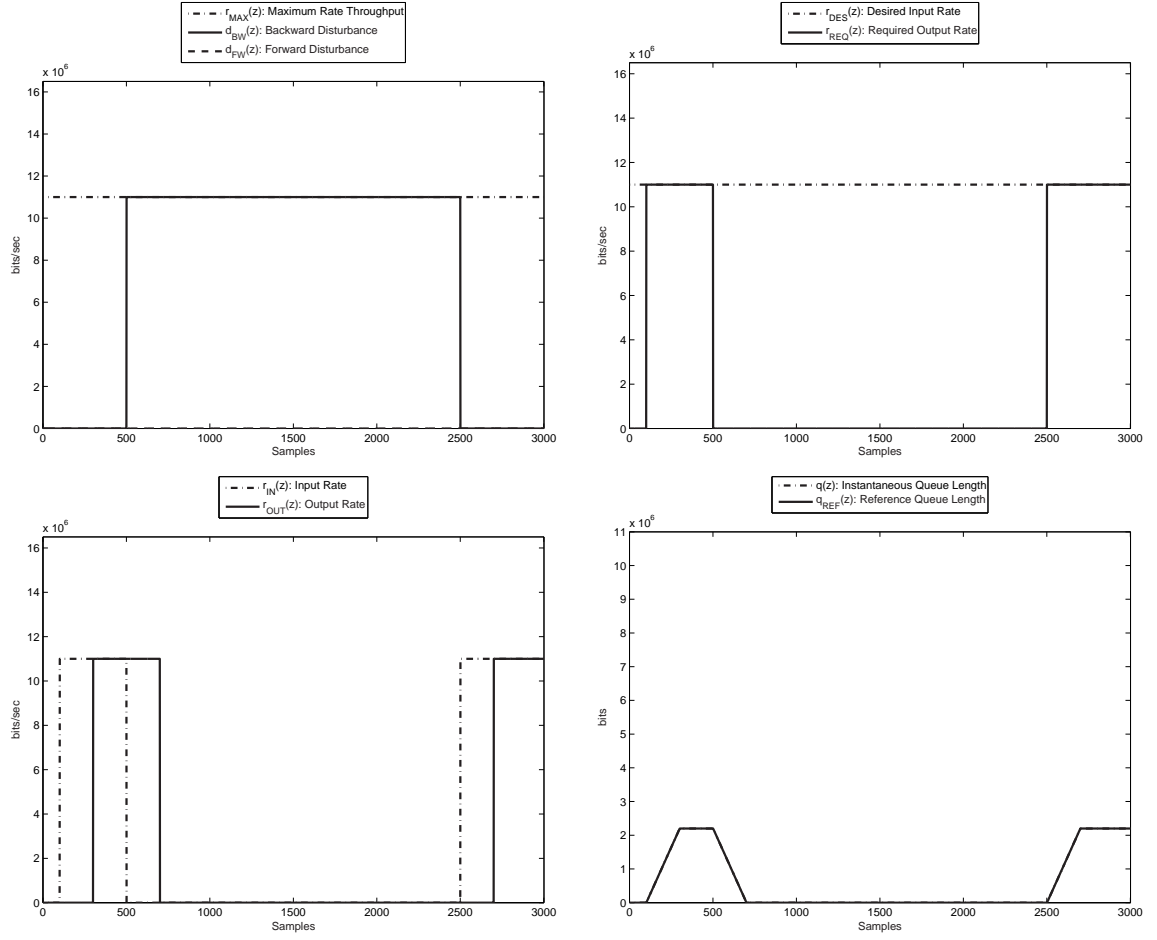 r_MAX(z): Maximum Rate Throughput
d_BW(z): Backward Disturbance
d_FW(z): Forward Disturbance
x 10^6
16
14
12
10
8
6
4
2
0
bits/sec
0 500 1000 1500 2000 2500 3000
Samples
r_DES(z): Desired Input Rate
r_REQ(z): Required Output Rate
x 10^6
16
14
12
10
8
6
4
2
0
bits/sec
0 500 1000 1500 2000 2500 3000
Samples
r_IN(z): Input Rate
r_OUT(z): Output Rate
x 10^6
16
14
12
10
8
6
4
2
0
bits/sec
0 500 1000 1500 2000 2500 3000
Samples
q(z): Instantaneous Queue Length
q_REF(z): Reference Queue Length
x 10^6
11
10
9
8
7
6
5
4
3
2
1
0
bits
0 500 1000 1500 2000 2500 3000
Samples